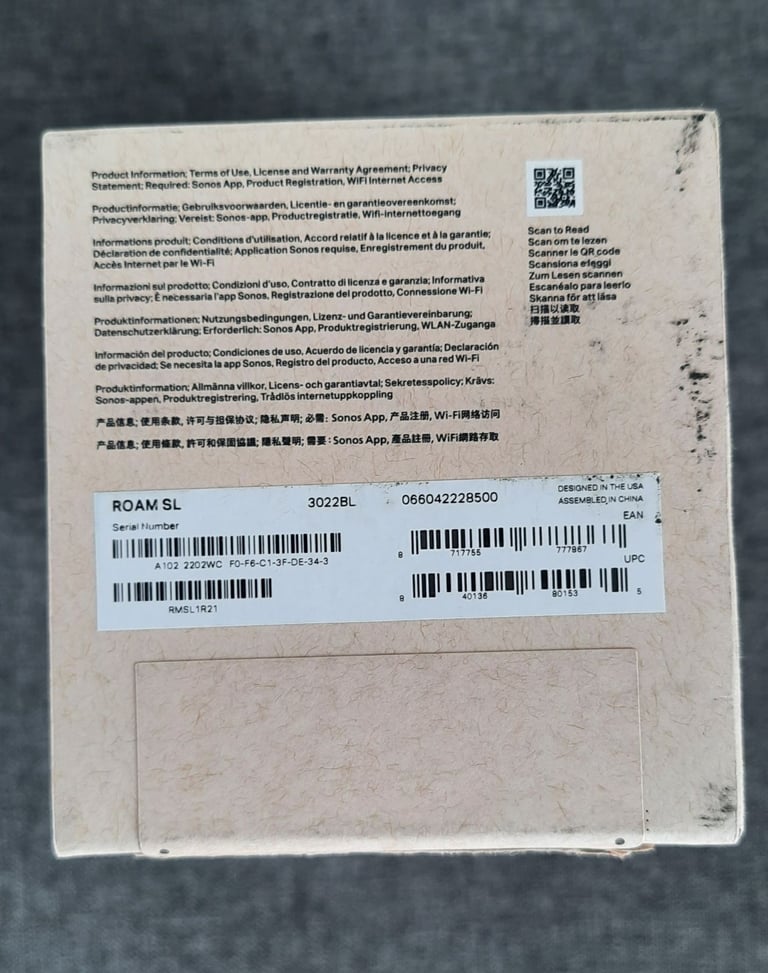 Product Information; Terms of Use, License and Warranty Agreement; Privacy
Statement; Required: Sonos App, Product Registration, WiFi Internet Access
Productinformatie; Gebruiksvoorwaarden, Licentie- en garantieovereenkomst;
Privacyverklaring; Vereist: Sonos-app, Productregistratie, Wifi-internettoegang
Informations produit; Conditions d'utilisation, Accord relatif à la licence et à la garantie;
Déclaration de confidentialité; Application Sonos requise, Enregistrement du produit,
Accès Internet par le Wi-Fi
Informazioni sul prodotto; Condizioni d'uso, Contratto di licenza e garanzia; Informativa
sulla privacy; È necessaria l'app Sonos, Registrazione del prodotto, Connessione Wi-Fi
Produktinformationen; Nutzungsbedingungen, Lizenz- und Garantievereinbarung;
Datenschutzerklärung; Erforderlich: Sonos App, Produktregistrierung, WLAN-Zuganga
Información del producto; Condiciones de uso, Acuerdo de licencia y garantía; Declaración
de privacidad; Se necesita la app Sonos, Registro del producto, Acceso a una red Wi-Fi
Produktinformation; Allmänna villkor, Licens- och garantiavtal; Sekretesspolicy; Krävs:
Sonos-appen, Produktregistrering, Trådlös internetuppkoppling
产品信息; 使用条款, 许可与担保协议; 隐私声明; 必需: Sonos App, 产品注册, Wi-Fi网络访问
產品信息; 使用條款, 許可和保固協議; 隱私聲明; 需要: Sonos App, 產品註冊, WiFi網路存取
Scan to Read
Scan om te lezen
Scanner le QR code
Scansiona e leggi
Zum Lesen scannen
Escanéalo para leerlo
Skanna för att läsa
扫描以读取
掃描並讀取
ROAM SL 3022BL 066042228500
DESIGNED IN THE USA
ASSEMBLED IN CHINA
Serial Number
A102 2202WC F0-F6-C1-3F-DE-34-3
RMSL1R21
EAN
8 717755 777867
UPC
8 40136 80153 5